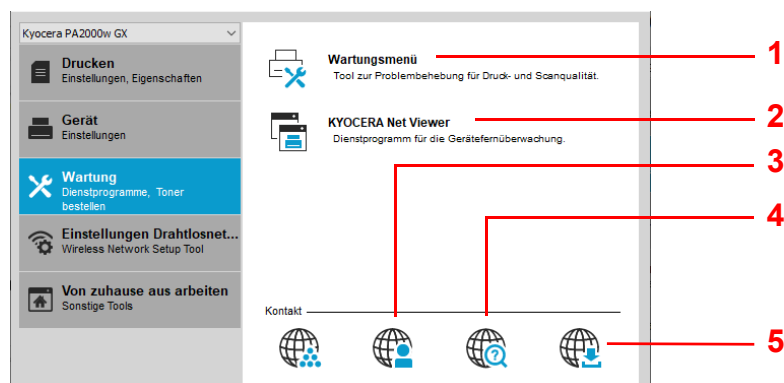 Kyocera PA2000w GX
Drucken
Einstellungen, Eigenschaften
Gerät
Einstellungen
Wartung
Dienstprogramme, Toner
bestellen
Einstellungen Drahtlosnet...
Wireless Network Setup Tool
Von zuhause aus arbeiten
Sonstige Tools
Wartungsmenü
Tool zur Problembehebung für Druck- und Scanqualität.
1
KYOCERA Net Viewer
Dienstprogramm für die Gerätefernüberwachung.
2
3
4
Kontakt
?
5